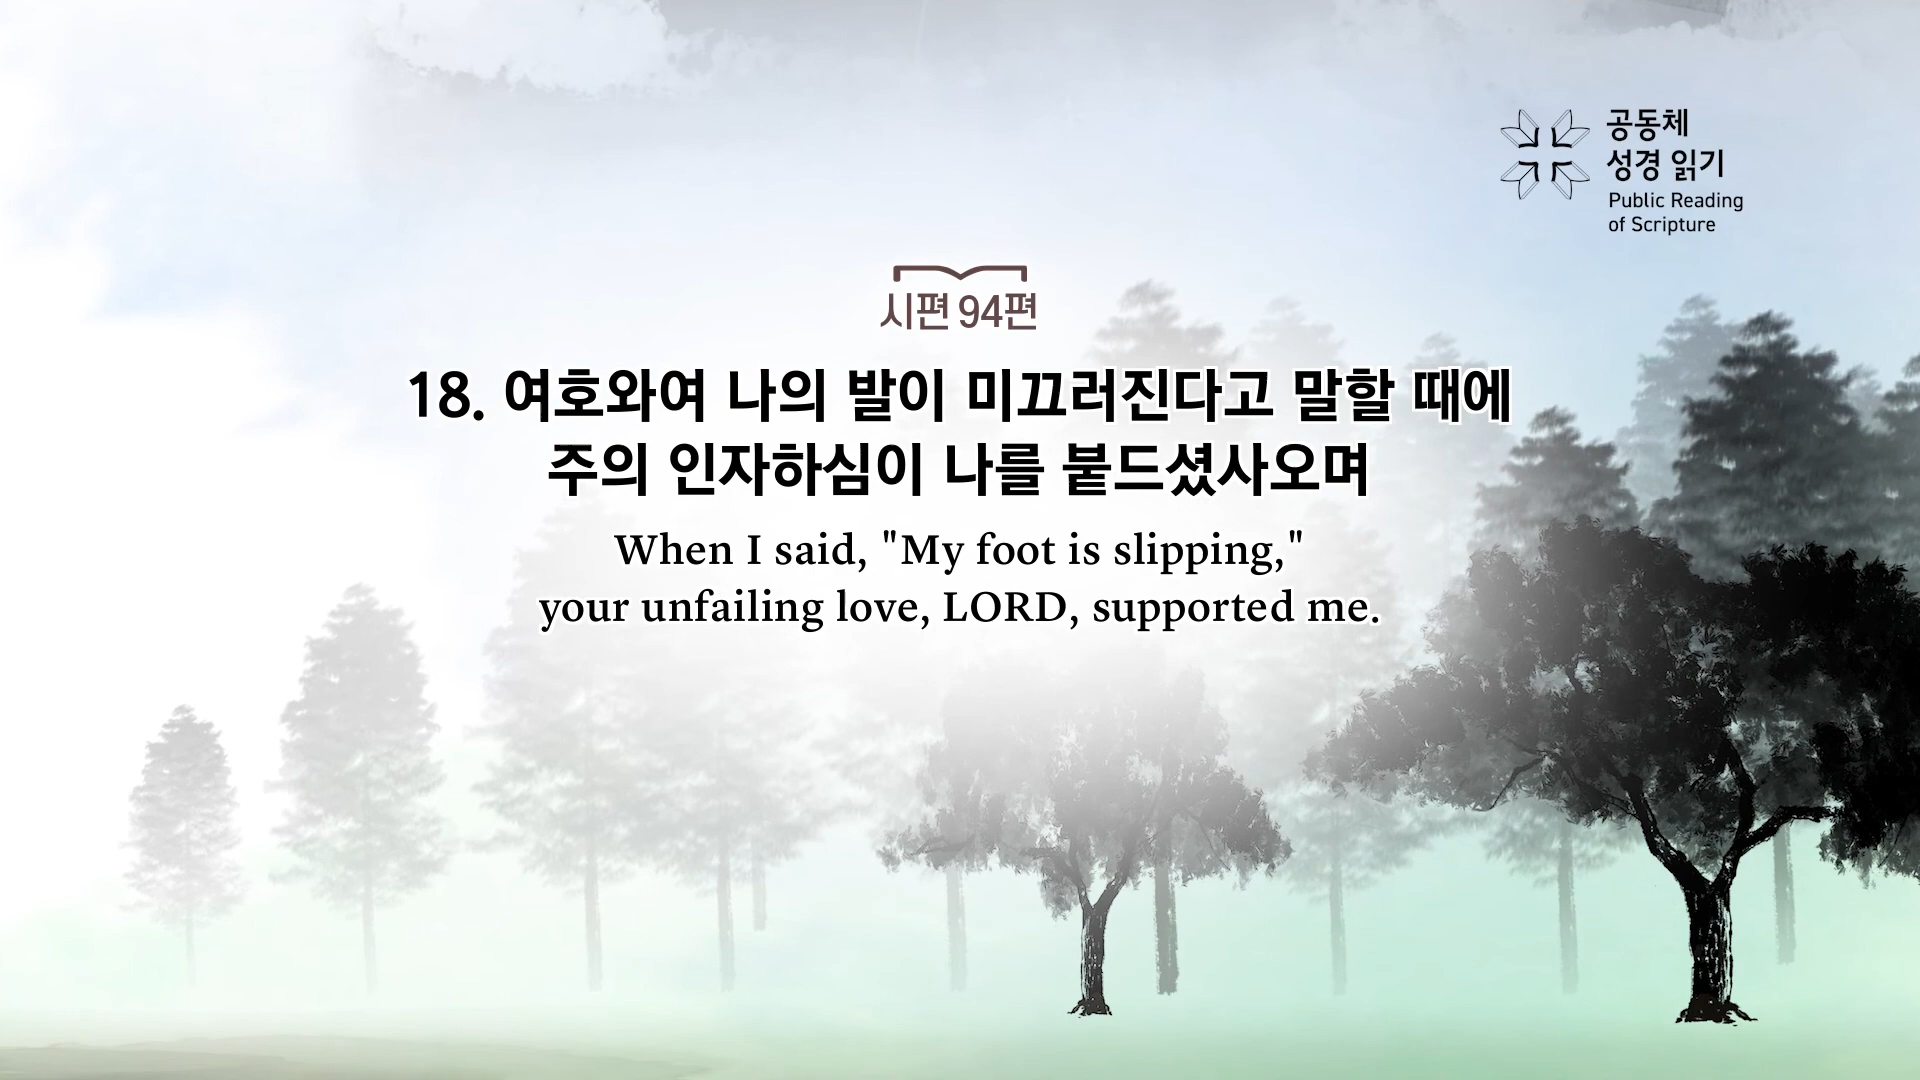 공동체
성경 읽기
Public Reading
of Scripture
시편 94편
18. 여호와여 나의 발이 미끄러진다고 말할 때에
주의 인자하심이 나를 붙드셨사오며
When I said, "My foot is slipping,"
your unfailing love, LORD, supported me.